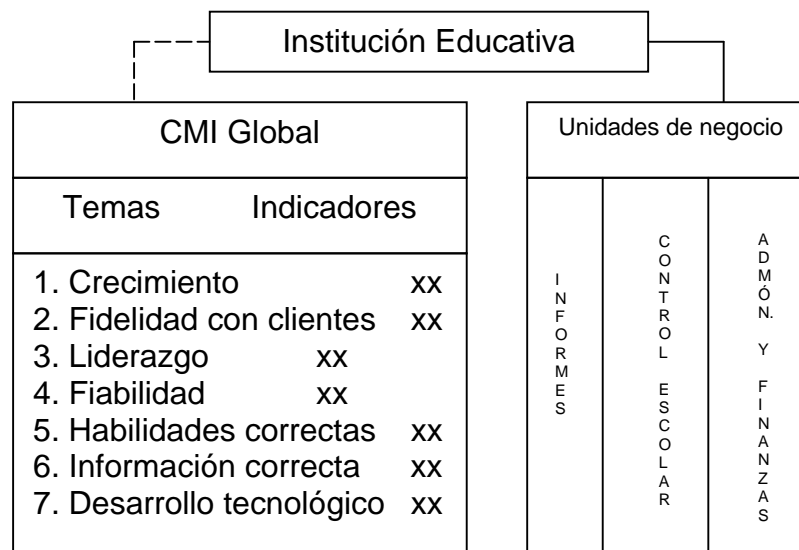 Institución Educativa
CMI Global
Temas Indicadores
1. Crecimiento xx
2. Fidelidad con clientes xx
3. Liderazgo xx
4. Fiabilidad xx
5. Habilidades correctas xx
6. Información correcta xx
7. Desarrollo tecnológico xx
Unidades de negocio
INFORMES
CONTROL ESCOLAR
ADMÓN. Y FINANZAS